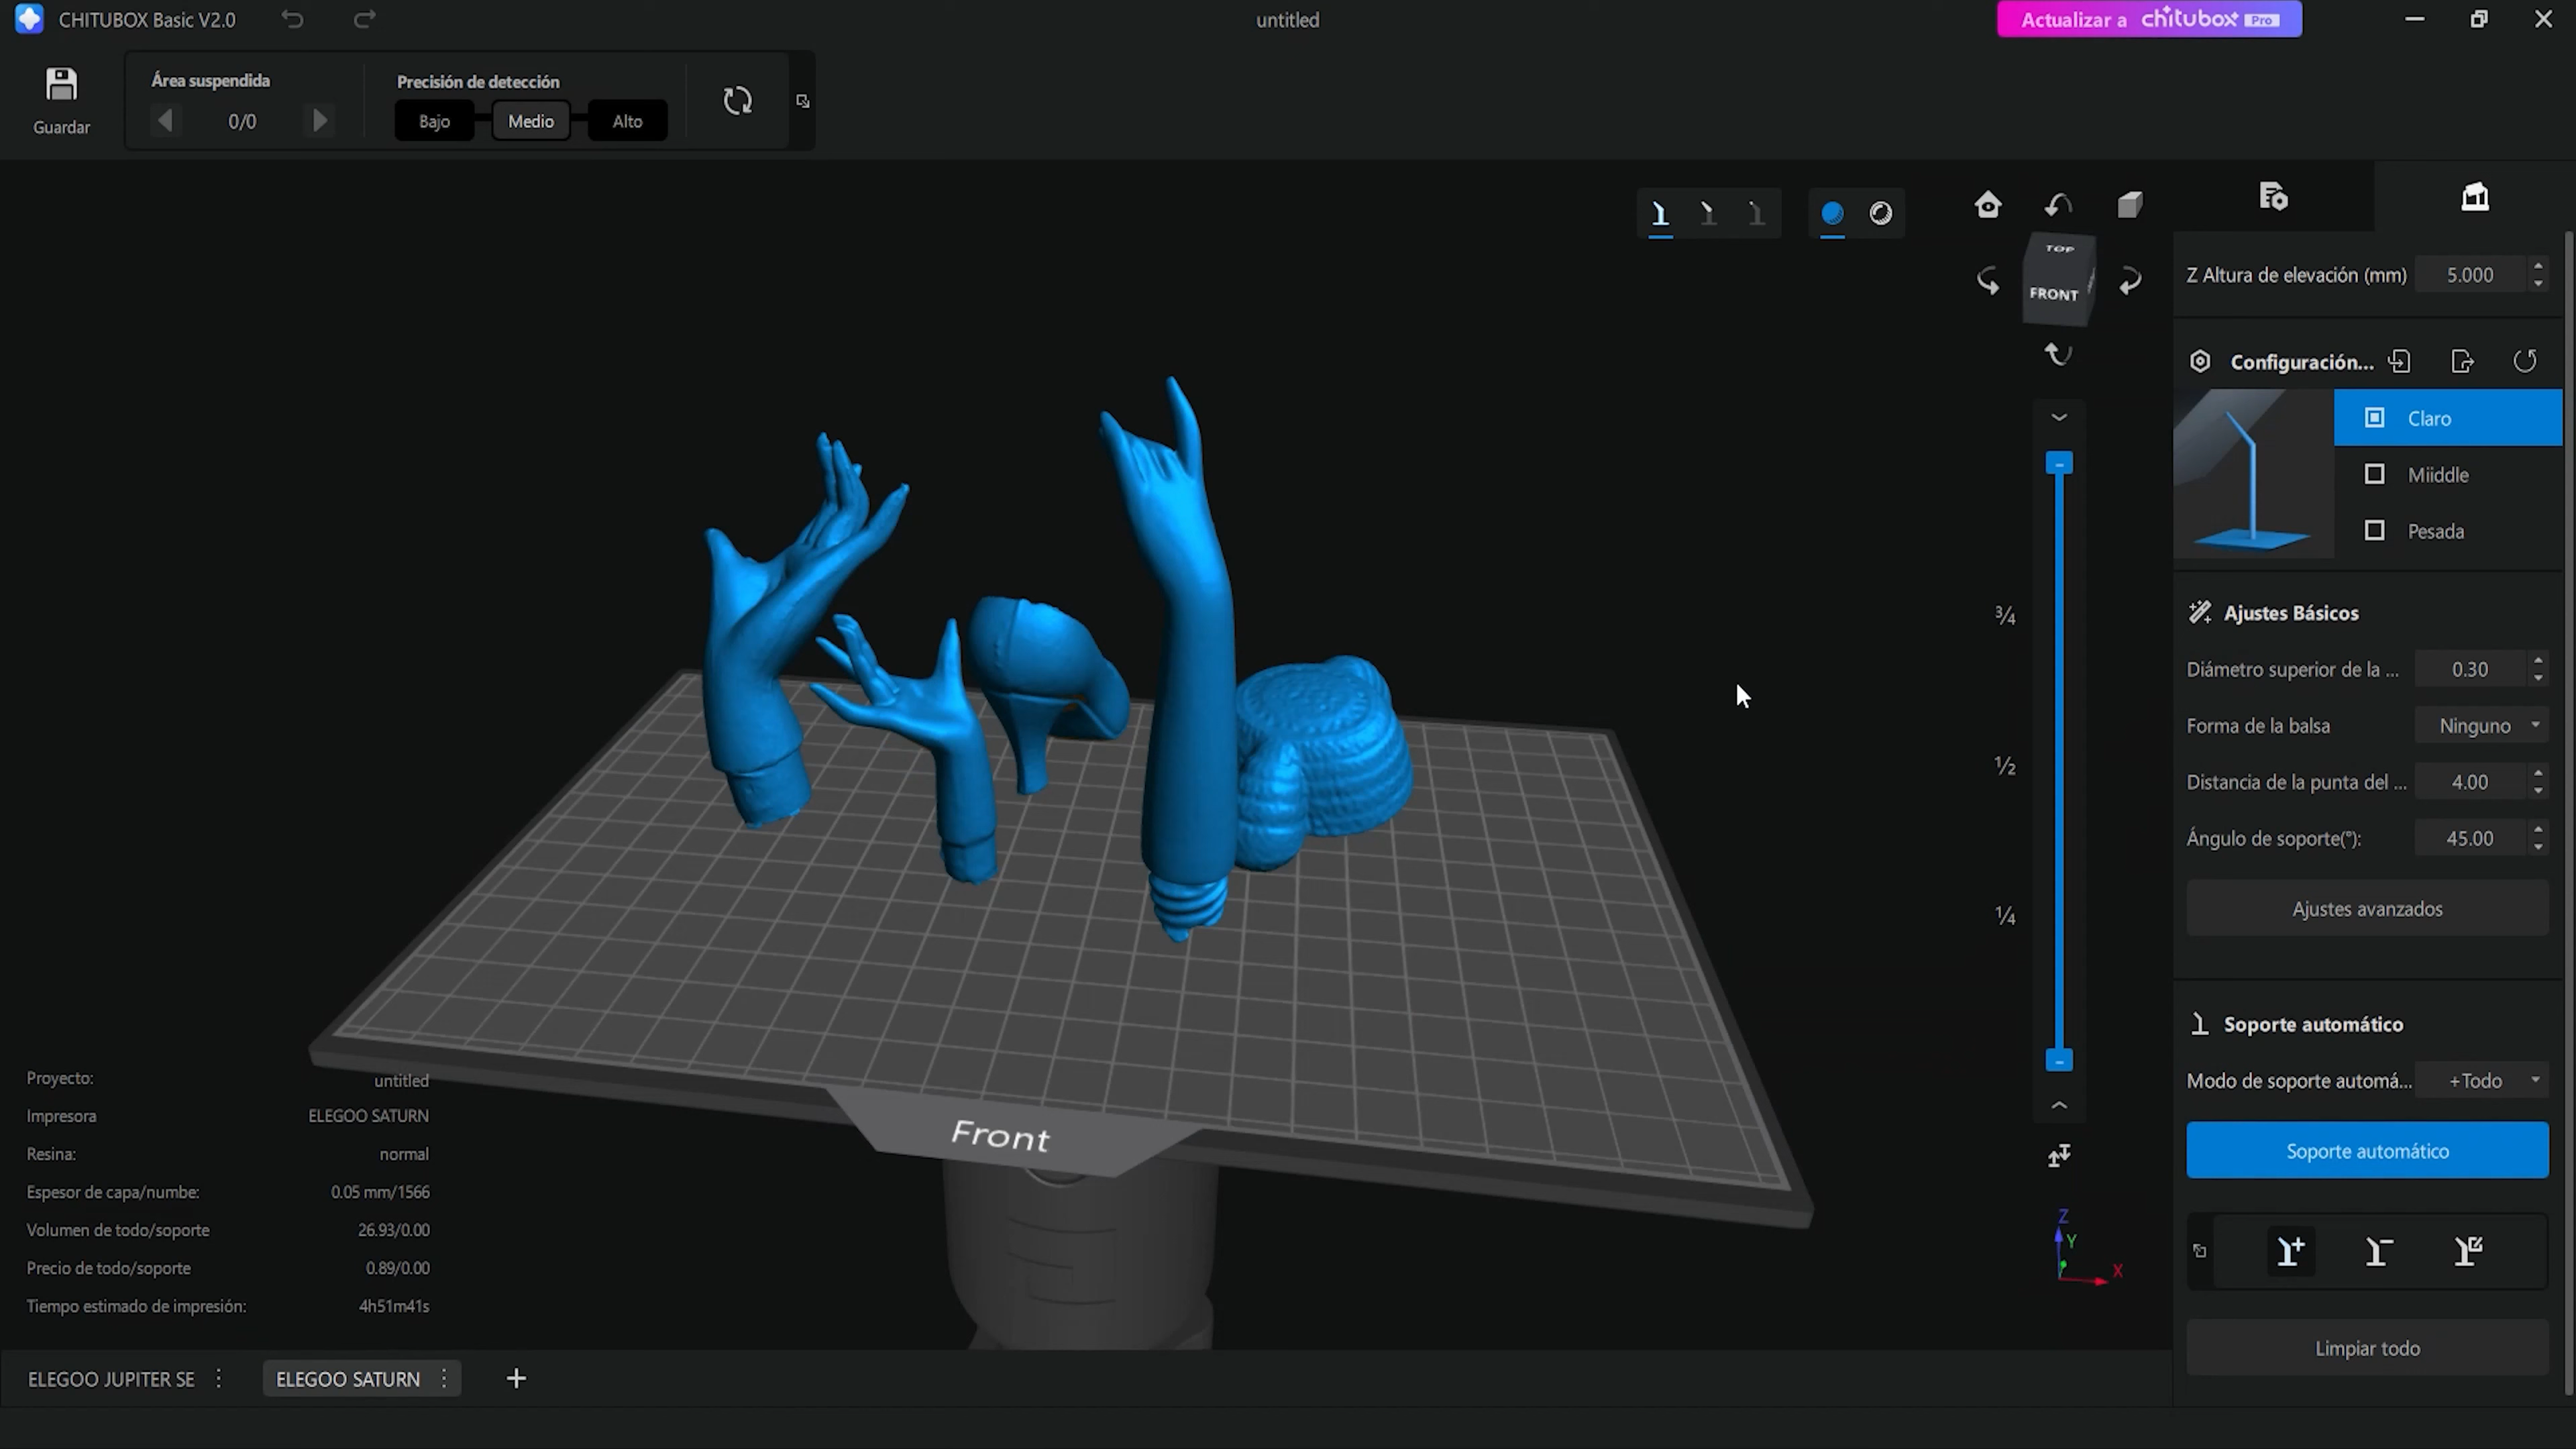 CHITUBOX Basic V2.0
untitled
Actualizar a chitubox Pro
Guardar
Área suspendida
0/0
Precisión de detección
Bajo
Medio
Alto
TOP
FRONT
Z Altura de elevación (mm)
5.000
Configuración...
Claro
Miiddle
Pesada
Ajustes Básicos
Diámetro superior de la ...
0.30
Forma de la balsa
Ninguno
Distancia de la punta del ...
4.00
Ángulo de soporte(°):
45.00
Ajustes avanzados
Soporte automático
Modo de soporte automá...
+Todo
Soporte automático
Limpiar todo
¾
½
¼
Z
Y
X
Front
Proyecto:
untitled
Impresora
ELEGOO SATURN
Resina:
normal
Espesor de capa/numbe:
0.05 mm/1566
Volumen de todo/soporte
26.93/0.00
Precio de todo/soporte
0.89/0.00
Tiempo estimado de impresión:
4h51m41s
ELEGOO JUPITER SE
ELEGOO SATURN